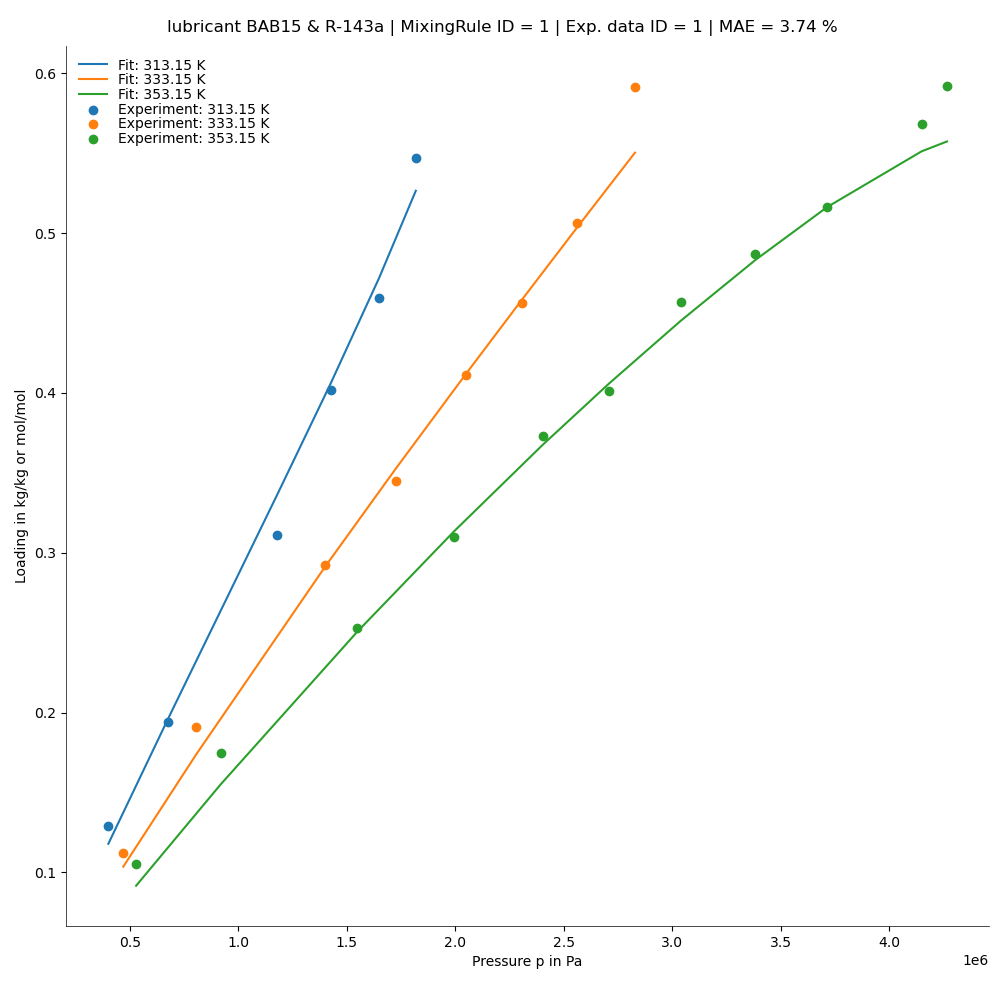 lubricant BAB15 & R-143a | MixingRule ID = 1 | Exp. data ID = 1 | MAE = 3.74 %
Fit: 313.15 K
Fit: 333.15 K
Fit: 353.15 K
Experiment: 313.15 K
Experiment: 333.15 K
Experiment: 353.15 K
Loading in kg/kg or mol/mol
0.6
0.5
0.4
0.3
0.2
0.1
0.5 1.0 1.5 2.0 2.5 3.0 3.5 4.0
1e6
Pressure p in Pa